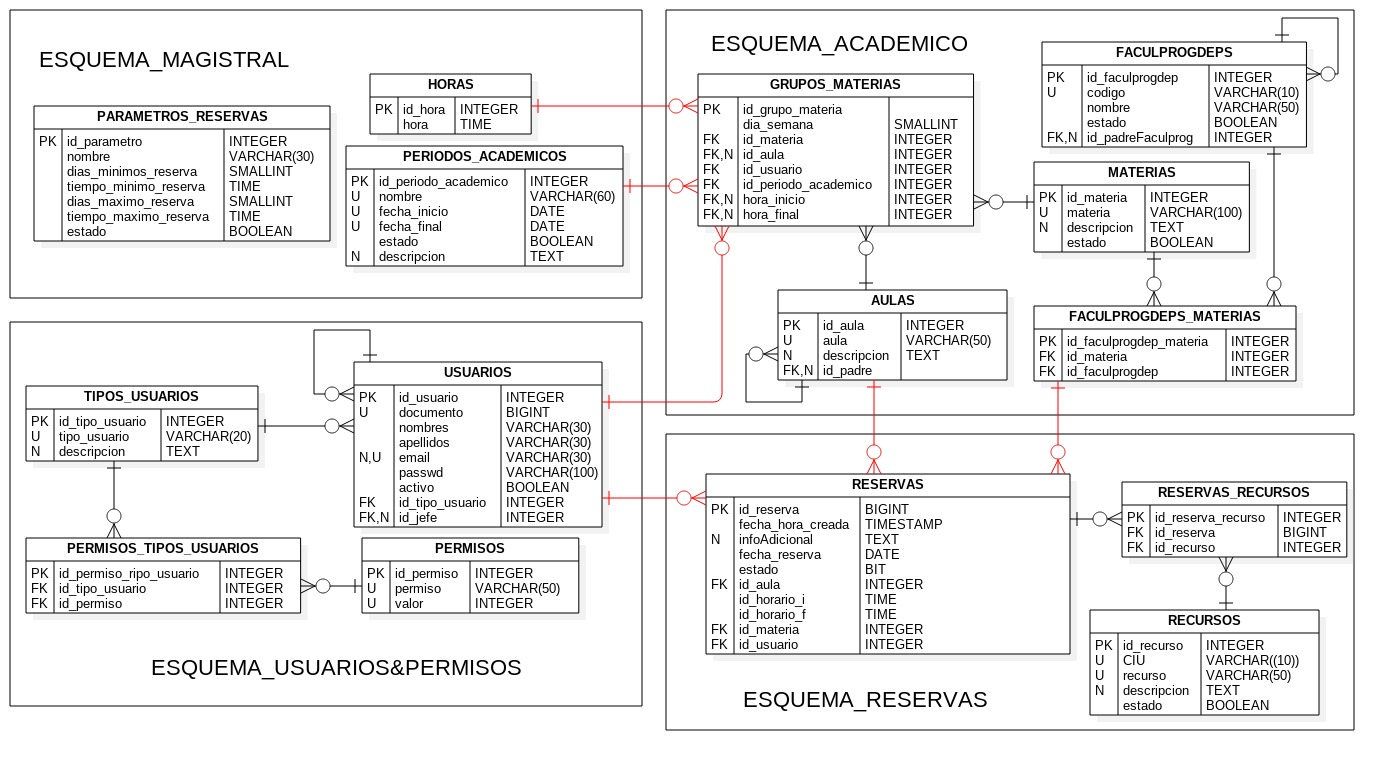 ESQUEMA_MAGISTRAL
PARAMETROS_RESERVAS
PK id_parametro INTEGER
nombre VARCHAR(30)
dias_minimos_reserva SMALLINT
tiempo_minimo_reserva TIME
dias_maximo_reserva SMALLINT
tiempo_maximo_reserva TIME
estado BOOLEAN
HORAS
PK id_hora INTEGER
hora TIME
PERIODOS_ACADEMICOS
PK id_periodo_academico INTEGER
U nombre VARCHAR(60)
U fecha_inicio DATE
U fecha_final DATE
estado BOOLEAN
N descripcion TEXT
ESQUEMA_ACADEMICO
GRUPOS_MATERIAS
PK id_grupo_materia
dia_semana SMALLINT
FK id_materia INTEGER
FK,N id_aula INTEGER
FK id_usuario INTEGER
FK id_periodo_academico INTEGER
FK,N hora_inicio INTEGER
FK,N hora_final INTEGER
FACULPROGDEPS
PK id_faculprogdep INTEGER
U codigo VARCHAR(10)
nombre VARCHAR(50)
estado BOOLEAN
FK,N id_padreFaculprog INTEGER
MATERIAS
PK id_materia INTEGER
U materia VARCHAR(100)
N descripcion TEXT
estado BOOLEAN
AULAS
PK id_aula INTEGER
U aula VARCHAR(50)
N descripcion TEXT
FK,N id_padre
FACULPROGDEPS_MATERIAS
PK id_faculprogdep_materia INTEGER
FK id_materia INTEGER
FK id_faculprogdep INTEGER
TIPOS_USUARIOS
PK id_tipo_usuario INTEGER
U tipo_usuario VARCHAR(20)
N descripcion TEXT
USUARIOS
PK id_usuario INTEGER
U documento BIGINT
nombres VARCHAR(30)
apellidos VARCHAR(30)
N,U email VARCHAR(30)
passwd VARCHAR(100)
activo BOOLEAN
FK id_tipo_usuario INTEGER
FK,N id_jefe INTEGER
PERMISOS_TIPOS_USUARIOS
PK id_permiso_ripo_usuario INTEGER
FK id_tipo_usuario INTEGER
FK id_permiso INTEGER
PERMISOS
PK id_permiso INTEGER
U permiso VARCHAR(50)
U valor INTEGER
ESQUEMA_USUARIOS&PERMISOS
RESERVAS
PK id_reserva BIGINT
fecha_hora_creada TIMESTAMP
N infoAdicional TEXT
fecha_reserva DATE
estado BIT
FK id_aula INTEGER
id_horario_i TIME
id_horario_f TIME
FK id_materia INTEGER
FK id_usuario INTEGER
RESERVAS_RECURSOS
PK id_reserva_recurso INTEGER
FK id_reserva BIGINT
FK id_recurso INTEGER
RECURSOS
PK id_recurso INTEGER
U CIU VARCHAR((10))
U recurso VARCHAR(50)
N descripcion TEXT
estado BOOLEAN
ESQUEMA_RESERVAS